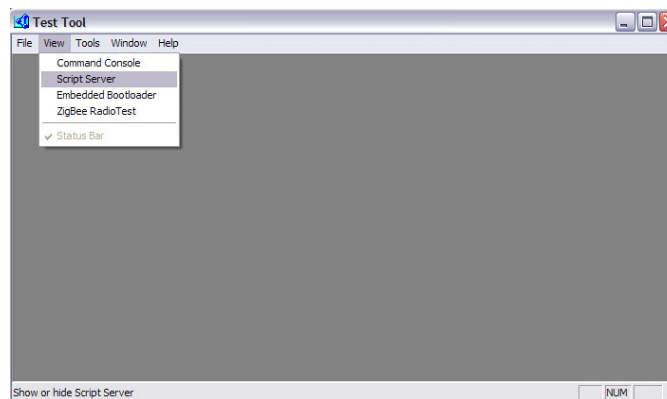 Test Tool
File View Tools Window Help
Command Console
Script Server
Embedded Bootloader
ZigBee RadioTest
Status Bar
Show or hide Script Server
NUM